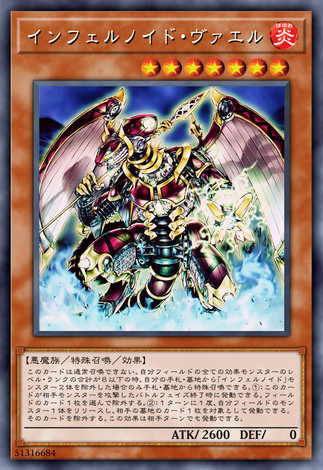 インフェルノイド・ヴァエル
炎
【悪魔族／特殊召喚／効果】
このカードは通常召喚できない。自分フィールドの全ての効果モンスターのレ
ベル・ランクの合計が８以下の時、自分の手札・墓地から「インフェルノイド」モ
ンスター２体を除外した場合のみ手札・墓地から特殊召喚できる。①：このカー
ドが相手モンスターを攻撃したバトルフェイズ終了時に発動できる。フィー
ルドのカード１枚を選んで除外する。②：１ターンに１度、自分フィールドのモン
スター１体をリリースし、相手の墓地のカード１枚を対象として発動できる。
そのカードを除外する。この効果は相手ターンでも発動できる。
ATK/ 2600 DEF/ 0
51316684